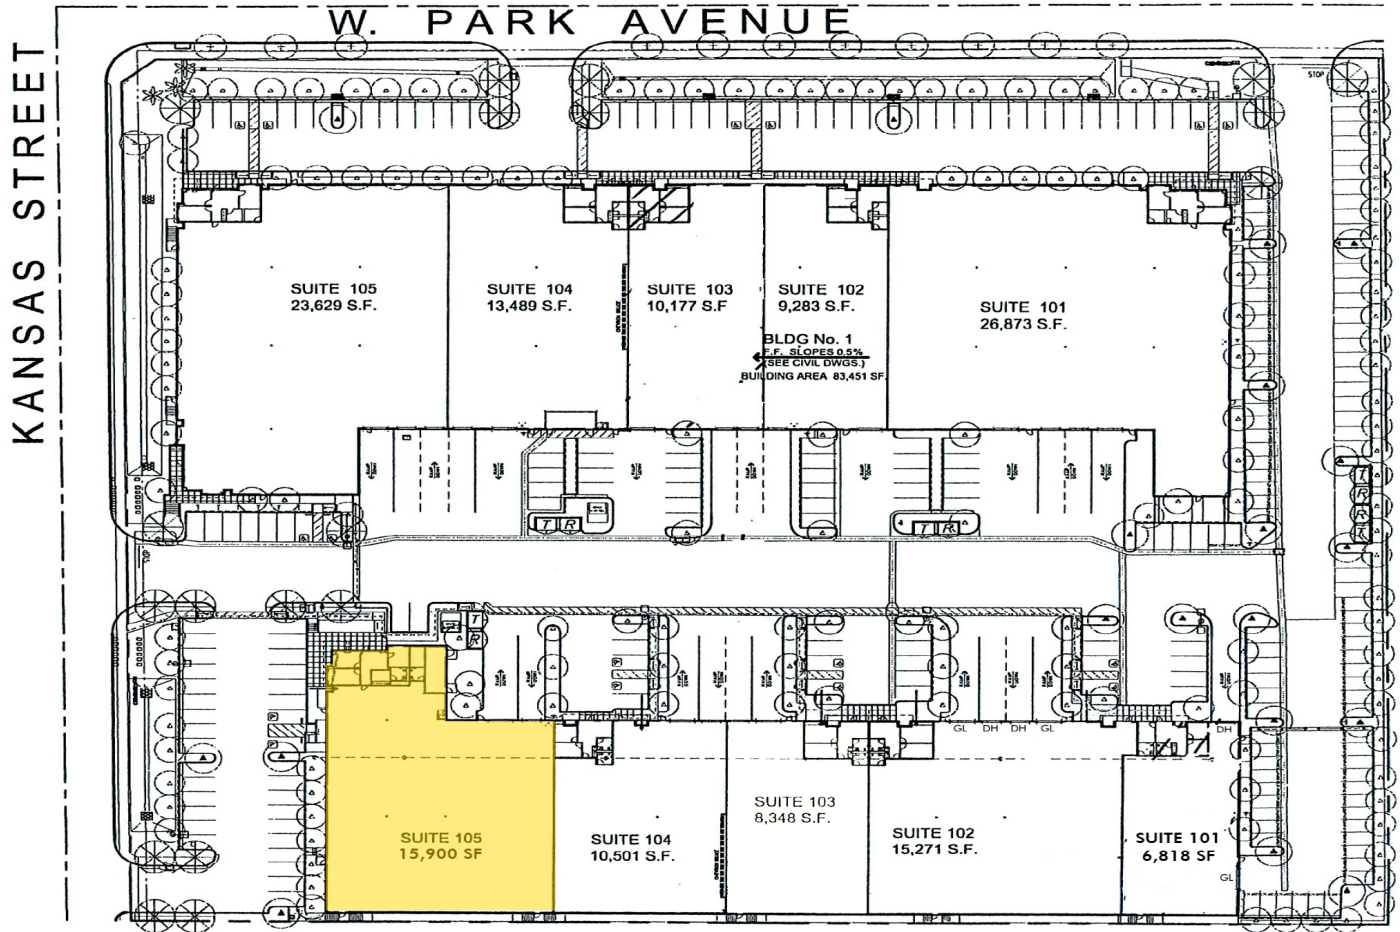 W. PARK AVENUE
KANSAS STREET
STOP
SUITE 105
23,629 S.F.
SUITE 104
13,489 S.F.
SUITE 103
10,177 S.F
SUITE 102
9,283 S.F.
SUITE 101
26,873 S.F.
BLDG No. 1
F.F. SLOPES 0.5%
(SEE CIVIL DWGS.)
BUILDING AREA 83,451 SF.
T R
T R
T
R
R
T
T
R
GL DH DH GL
DH
SUITE 105
15,900 SF
SUITE 104
10,501 S.F.
SUITE 103
8,348 S.F.
SUITE 102
15,271 S.F.
SUITE 101
6,818 SF
GL